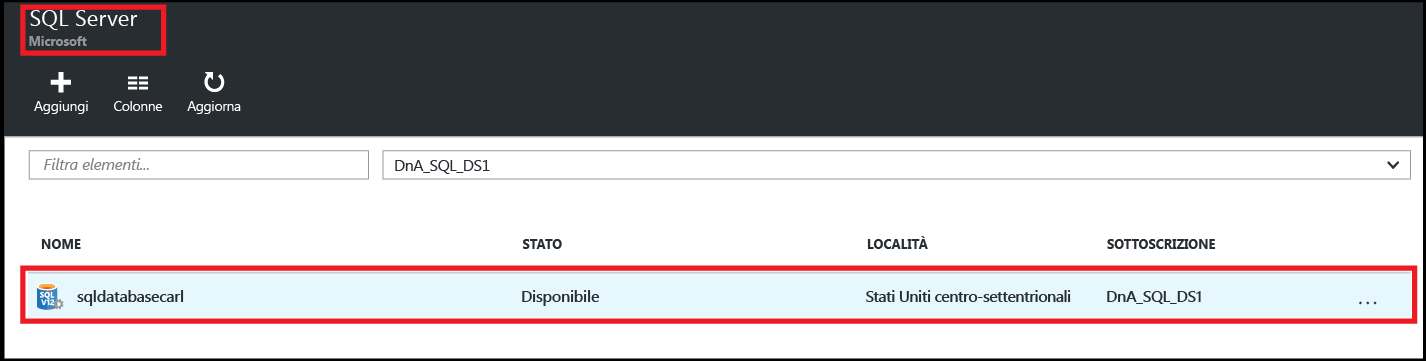 SQL Server
Microsoft
Aggiungi Colonne Aggiorna
Filtra elementi... DnA_SQL_DS1
NOME STATO LOCALITÀ SOTTOSCRIZIONE
SQL V12 sqldatabasecarl Disponibile Stati Uniti centro-settentrionali DnA_SQL_DS1 ...